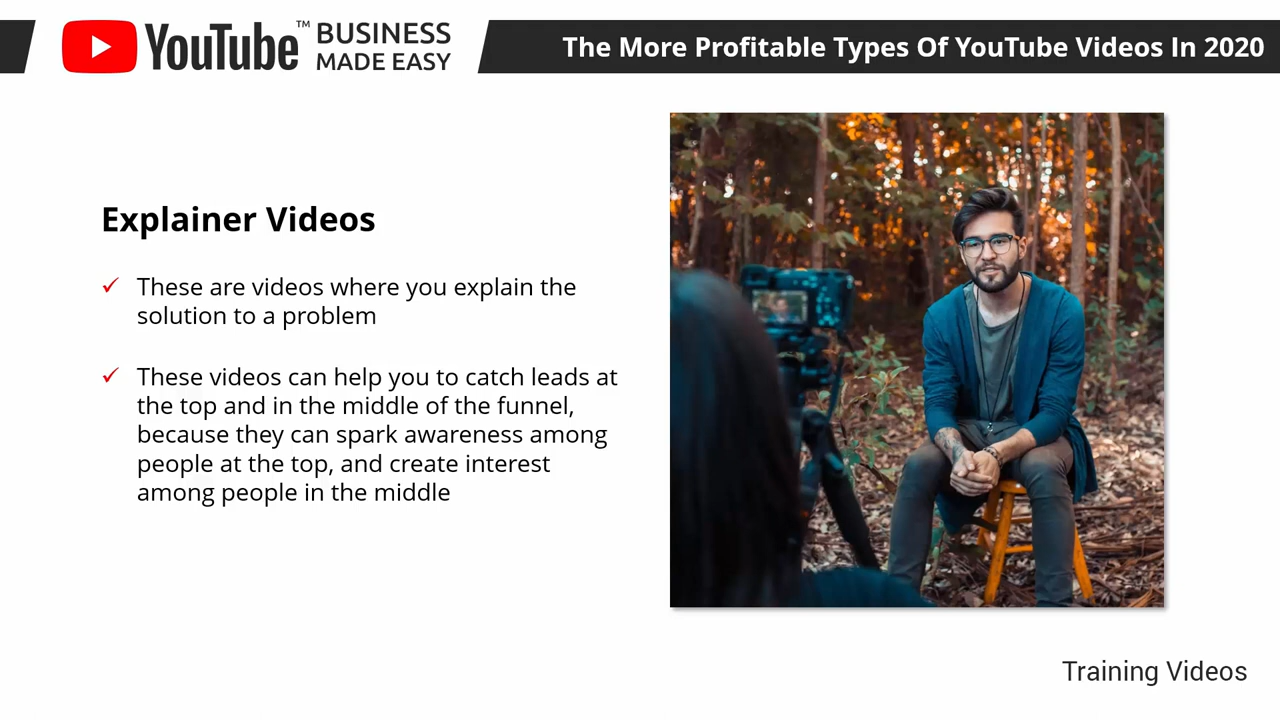 YouTube™ BUSINESS
MADE EASY
The More Profitable Types Of YouTube Videos In 2020
Explainer Videos
✓ These are videos where you explain the
solution to a problem
✓ These videos can help you to catch leads at
the top and in the middle of the funnel,
because they can spark awareness among
people at the top, and create interest
among people in the middle
Training Videos